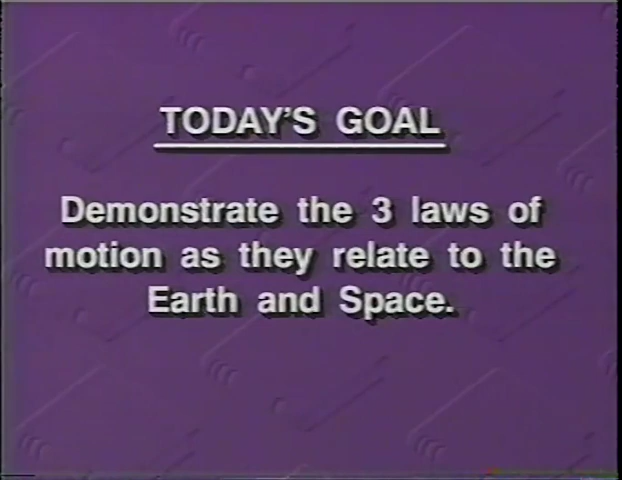 TODAY'S GOAL
Demonstrate the 3 laws of
motion as they relate to the
Earth and Space.